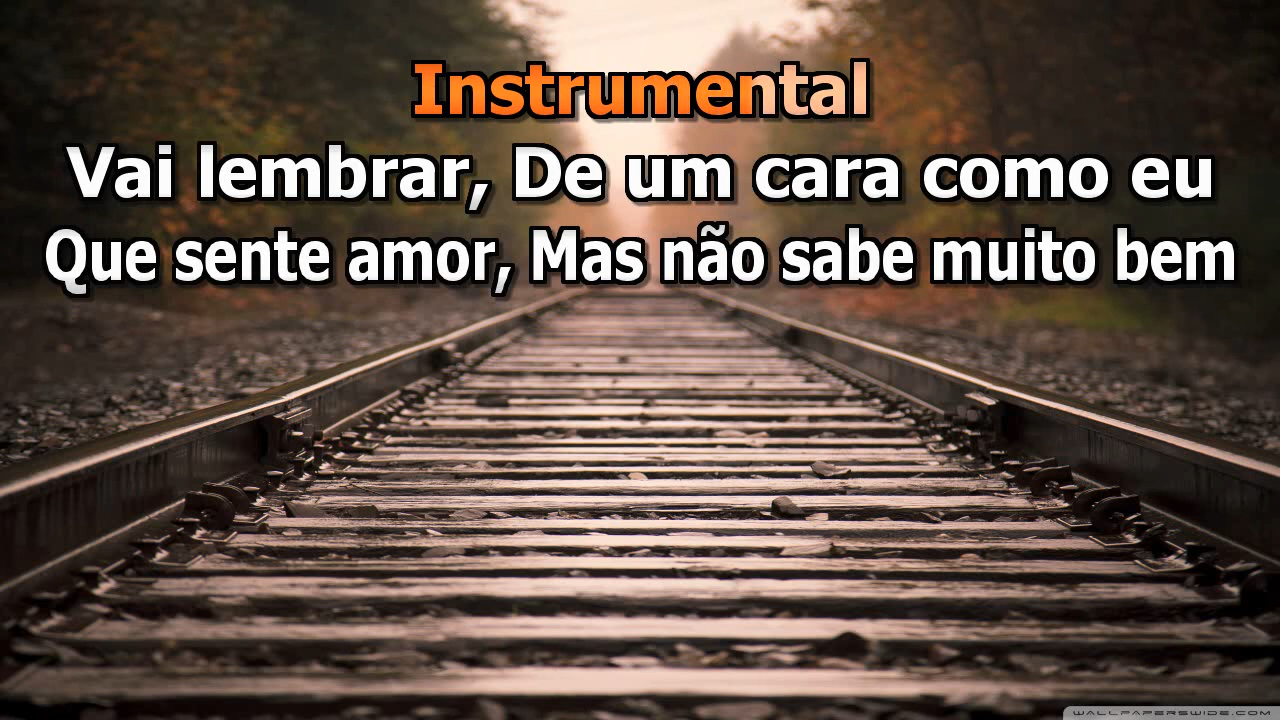 Instrumental
Vai lembrar, De um cara como eu
Que sente amor, Mas não sabe muito bem
WALLPAPERSWIDE.COM